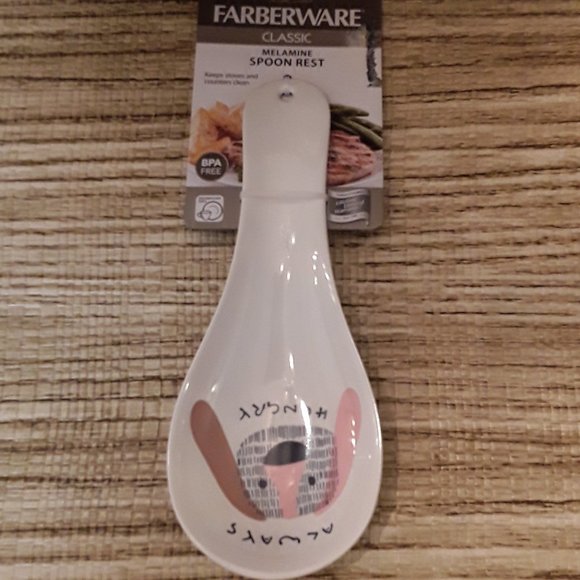 FARBERWARE
CLASSIC
MELAMINE
SPOON REST
Keeps stoves and
counters clean
BPA
FREE
ALWAYS
HUNGRY